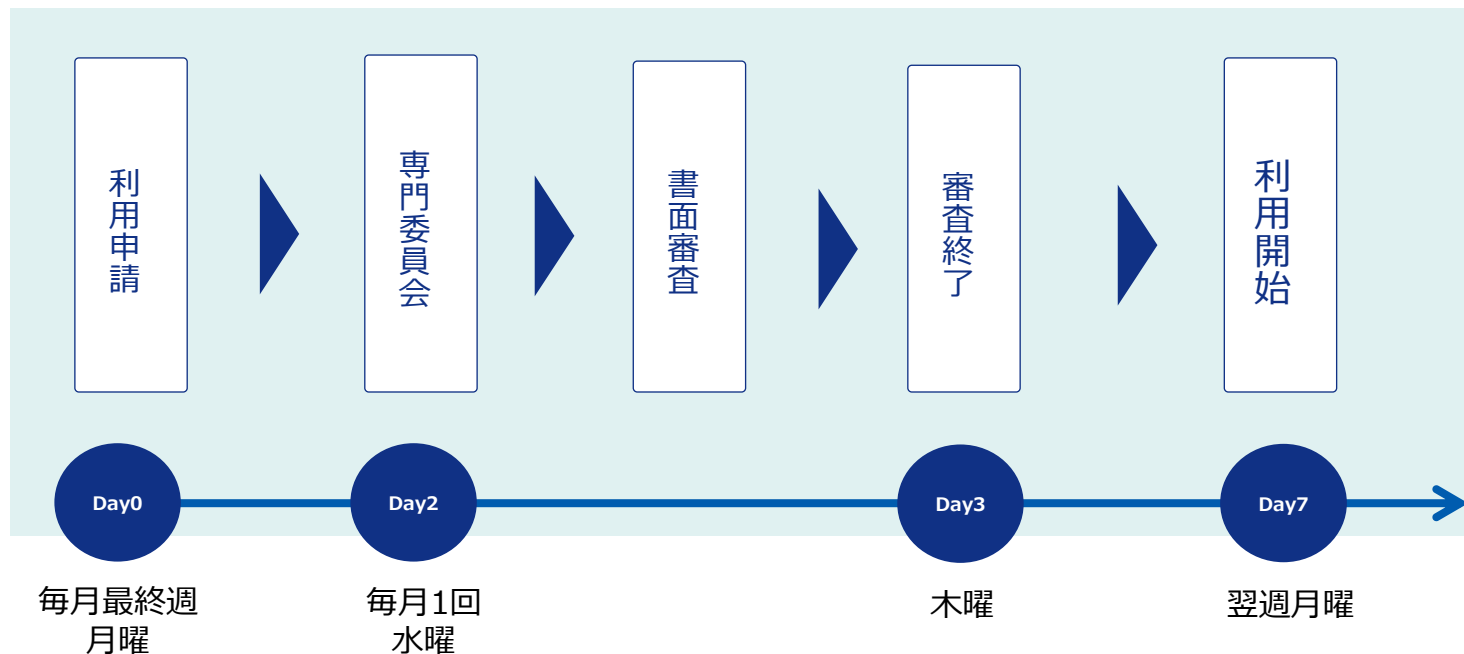 利用申請
専門委員会
書面審査
審査終了
利用開始
Day0
Day2
Day3
Day7
毎月最終週
月曜
毎月1回
水曜
木曜
翌週月曜